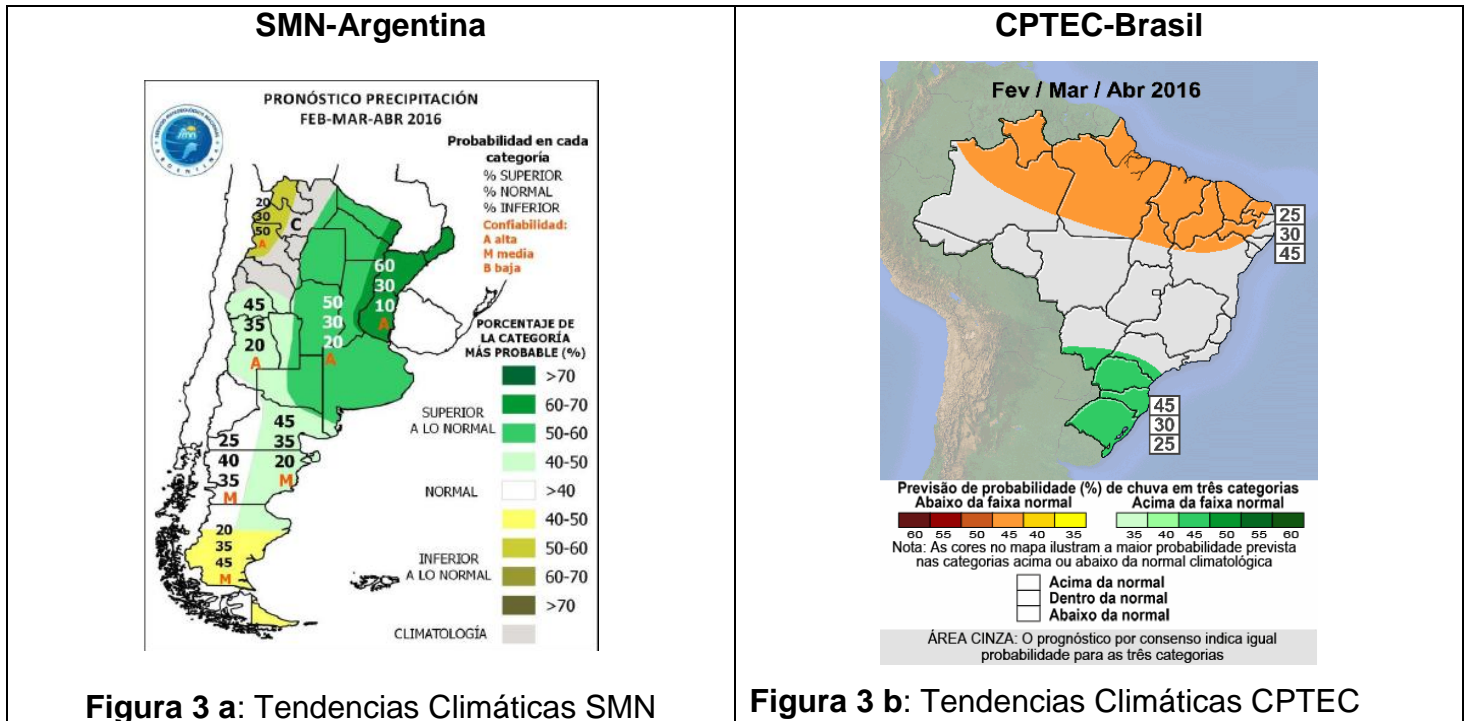 SMN-Argentina
PRONÓSTICO PRECIPITACIÓN
FEB-MAR-ABR 2016
Probabilidad en cada
categoría
% SUPERIOR
% NORMAL
% INFERIOR
Confiabilidad:
A alta
M media
B baja
20
30
50
A
C
60
30
10
A
50
30
20
A
45
35
20
A
45
35
20
M
25
40
35
M
20
35
45
M
PORCENTAJE DE
LA CATEGORÍA
MÁS PROBABLE (%)
SUPERIOR
A LO NORMAL
>70
60-70
50-60
40-50
NORMAL
>40
INFERIOR
A LO NORMAL
40-50
50-60
60-70
>70
CLIMATOLOGÍA
Figura 3 a: Tendencias Climáticas SMN
CPTEC-Brasil
Fev / Mar / Abr 2016
25
30
45
45
30
25
Previsão de probabilidade (%) de chuva em três categorias
Abaixo da faixa normal Acima da faixa normal
60 55 50 45 40 35 35 40 45 50 55 60
Nota: As cores no mapa ilustram a maior probabilidade prevista
nas categorias acima ou abaixo da normal climatológica
Acima da normal
Dentro da normal
Abaixo da normal
ÁREA CINZA: O prognóstico por consenso indica igual
probabilidade para as três categorias
Figura 3 b: Tendencias Climáticas CPTEC